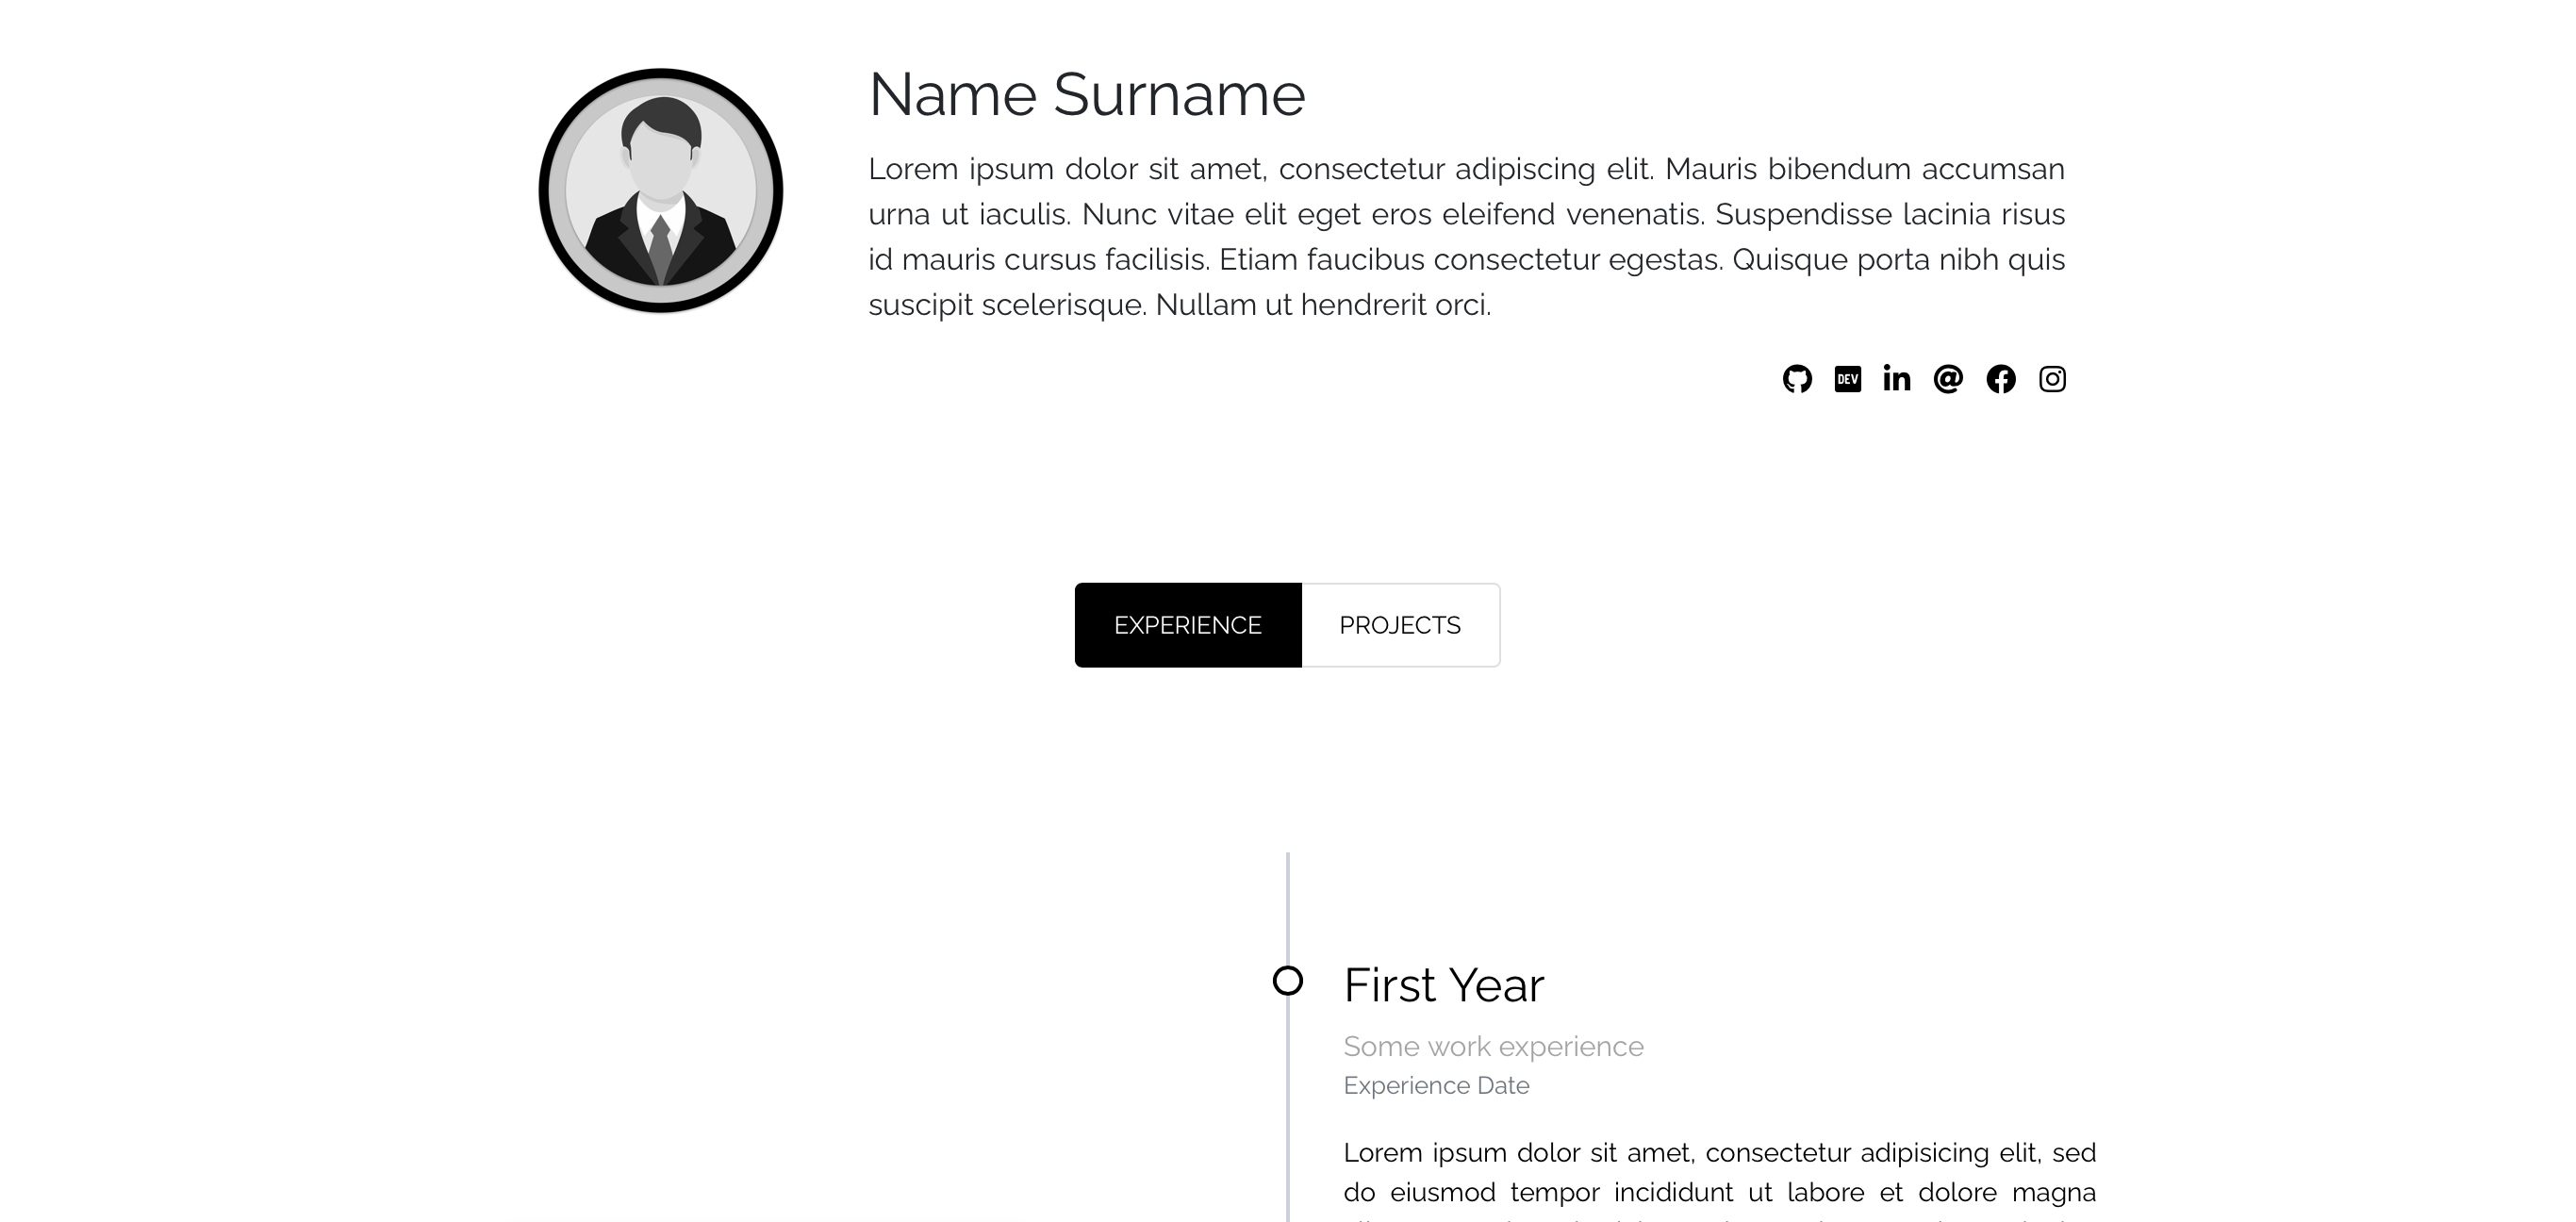 Name Surname
Lorem ipsum dolor sit amet, consectetur adipiscing elit. Mauris bibendum accumsan
urna ut iaculis. Nunc vitae elit eget eros eleifend venenatis. Suspendisse lacinia risus
id mauris cursus facilisis. Etiam faucibus consectetur egestas. Quisque porta nibh quis
suscipit scelerisque. Nullam ut hendrerit orci.
DEV in @
EXPERIENCE PROJECTS
First Year
Some work experience
Experience Date
Lorem ipsum dolor sit amet, consectetur adipisicing elit, sed
do eiusmod tempor incididunt ut labore et dolore magna